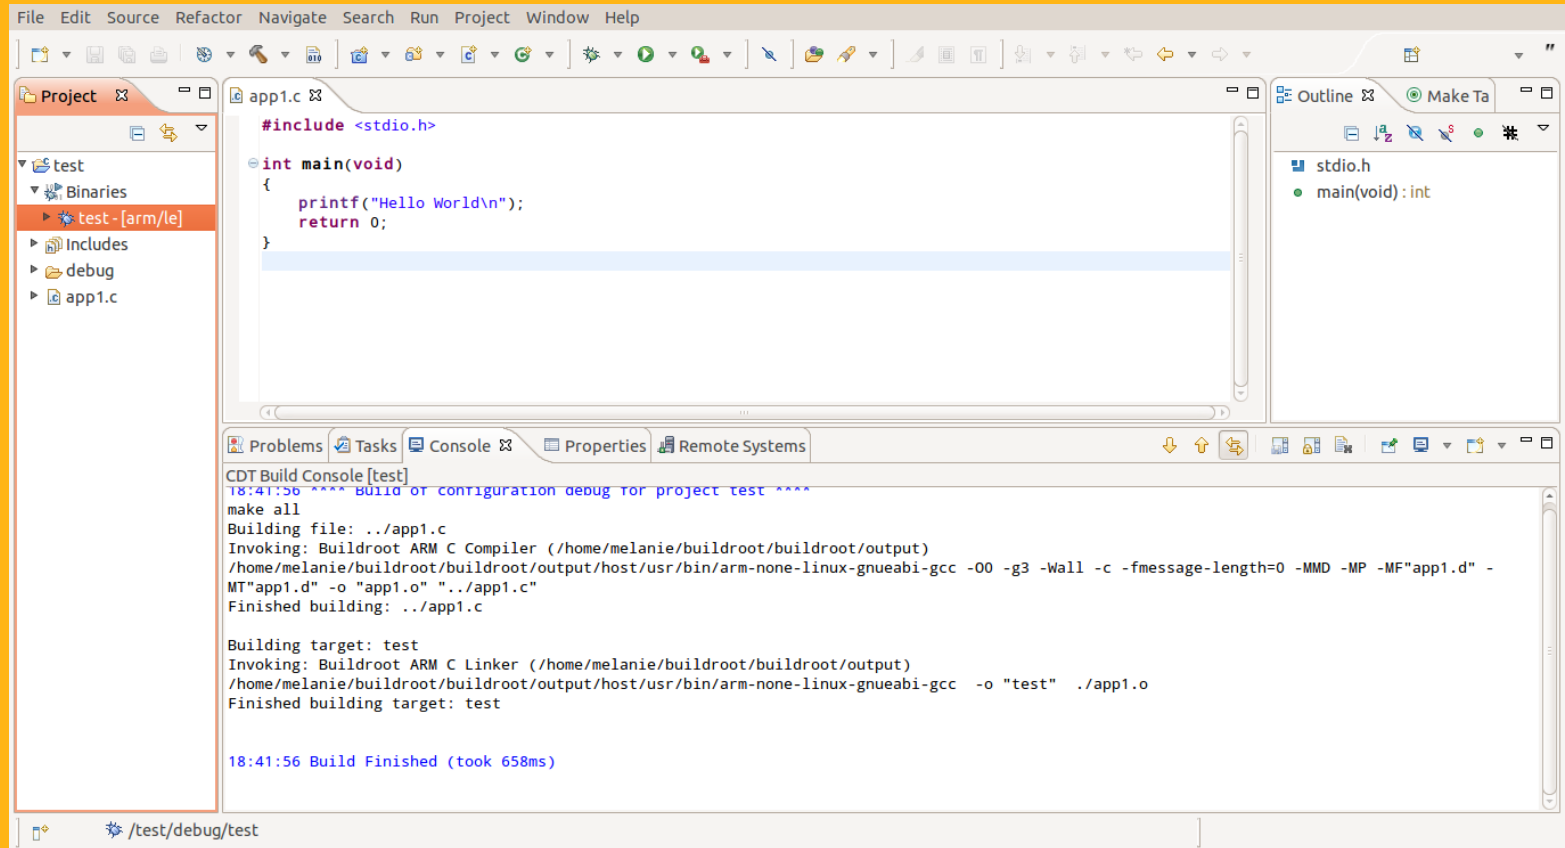 File Edit Source Refactor Navigate Search Run Project Window Help
Project
test
Binaries
test - [arm/le]
Includes
debug
app1.c
app1.c
#include <stdio.h>
int main(void)
{
printf("Hello World\n");
return 0;
}
Outline Make Ta
stdio.h
main(void) : int
Problems Tasks Console Properties Remote Systems
CDT Build Console [test]
18:41:56 **** Build of configuration debug for project test ****
make all
Building file: ../app1.c
Invoking: Buildroot ARM C Compiler (/home/melanie/buildroot/buildroot/output)
/home/melanie/buildroot/buildroot/output/host/usr/bin/arm-none-linux-gnueabi-gcc -O0 -g3 -Wall -c -fmessage-length=0 -MMD -MP -MF"app1.d" -
MT"app1.d" -o "app1.o" "../app1.c"
Finished building: ../app1.c
Building target: test
Invoking: Buildroot ARM C Linker (/home/melanie/buildroot/buildroot/output)
/home/melanie/buildroot/buildroot/output/host/usr/bin/arm-none-linux-gnueabi-gcc  -o "test"  ./app1.o
Finished building target: test
18:41:56 Build Finished (took 658ms)
/test/debug/test